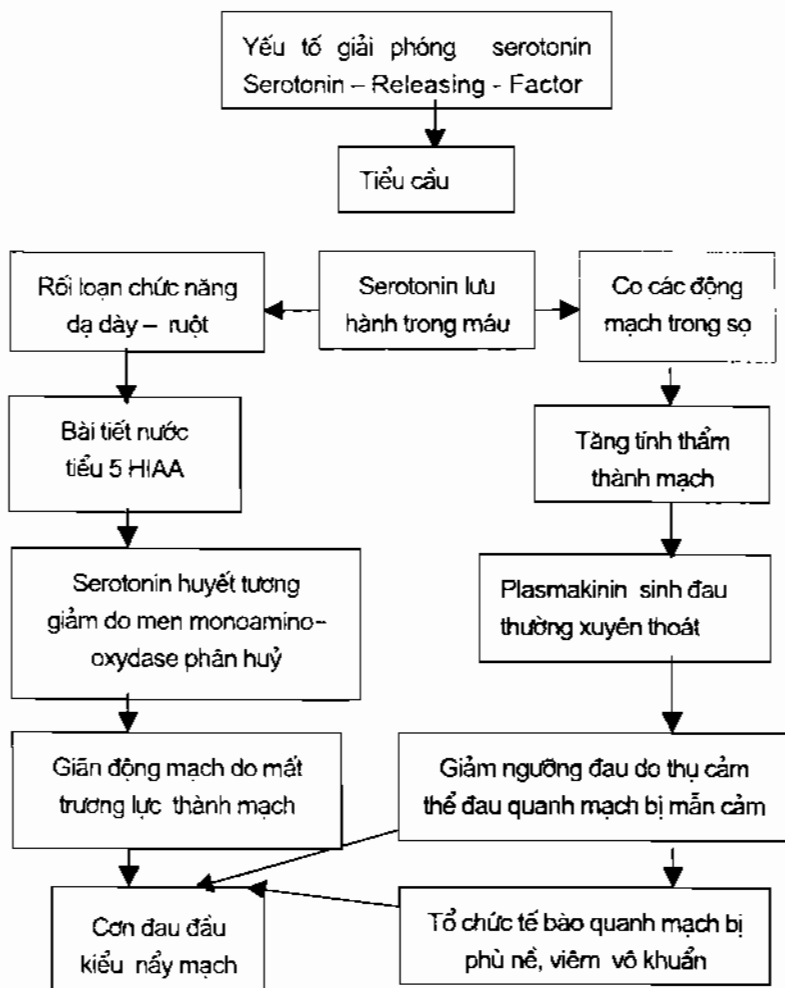 Yếu tố giải phóng serotonin
Serotonin – Releasing - Factor
Tiểu cầu
Rối loạn chức năng
dạ dày – ruột
Serotonin lưu
hành trong máu
Co các động
mạch trong sọ
Bài tiết nước
tiểu 5 HIAA
Tăng tính thẩm
thành mạch
Serotonin huyết tương
giảm do men monoamino-
oxydase phân huỷ
Plasmakinin sinh đau
thường xuyên thoát
Giãn động mạch do mất
trương lực thành mạch
Giảm ngưỡng đau do thụ cảm
thể đau quanh mạch bị mẫn cảm
Cơn đau đầu
kiểu nẩy mạch
Tổ chức tế bào quanh mạch bị
phù nề, viêm vô khuẩn